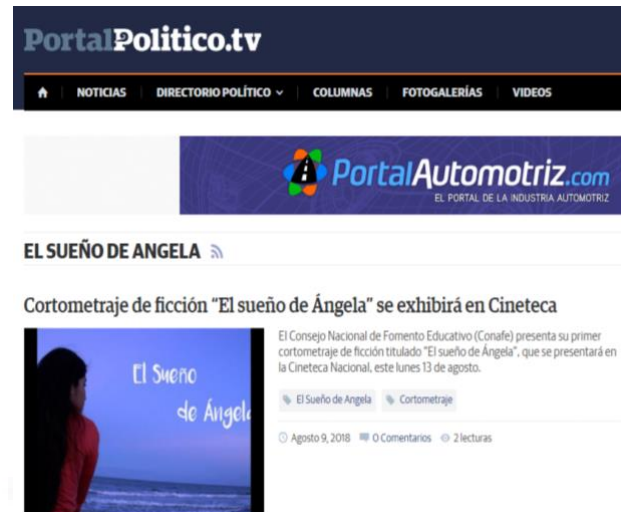 PortalPolitico.tv
NOTICIAS DIRECTORIO POLÍTICO COLUMNAS FOTOGALERÍAS VIDEOS
PortalAutomotriz.com
EL PORTAL DE LA INDUSTRIA AUTOMOTRIZ
EL SUEÑO DE ANGELA
Cortometraje de ficción “El sueño de Ángela” se exhibirá en Cineteca
El Sueño
de Ángela
El Consejo Nacional de Fomento Educativo (Conafe) presenta su primer
cortometraje de ficción titulado "El sueño de Ángela", que se presentará en
la Cineteca Nacional, este lunes 13 de agosto.
El Sueño de Angela Cortometraje
Agosto 9, 2018 0 Comentarios 2 lecturas